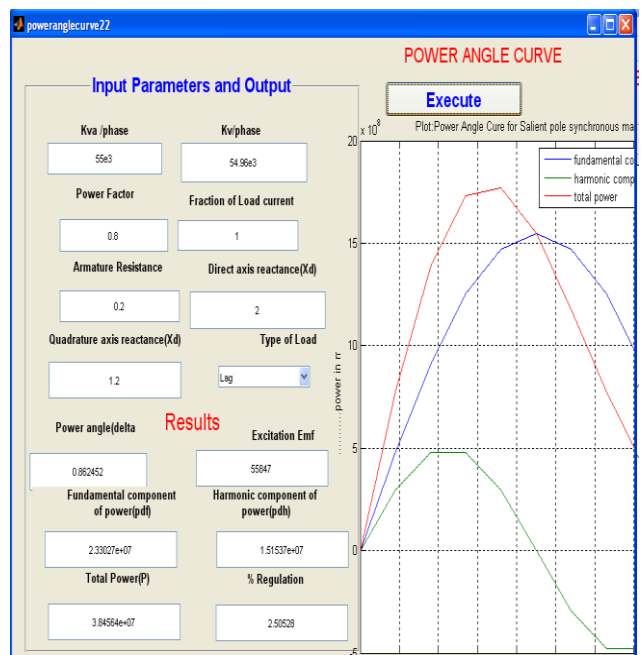 poweranglecurve22
POWER ANGLE CURVE
Input Parameters and Output
Execute
Kva /phase
Kv/phase
55e3
54.96e3
Power Factor
Fraction of Load current
0.8
1
Armature Resistance
Direct axis reactance(Xd)
0.2
2
Quadrature axis reactance(Xd)
Type of Load
1.2
Lag
Results
Power angle(delta
Excitation Emf
0.862452
55847
Fundamental component
of power(pdf)
Harmonic component of
power(pdh)
2.33027e+07
1.51537e+07
Total Power(P)
% Regulation
3.84564e+07
2.50528
Plot:Power Angle Cure for Salient pole synchronous ma
x 10^8
20
15
10
5
0
-5
..........power in
fundamental co
harmonic comp
total power